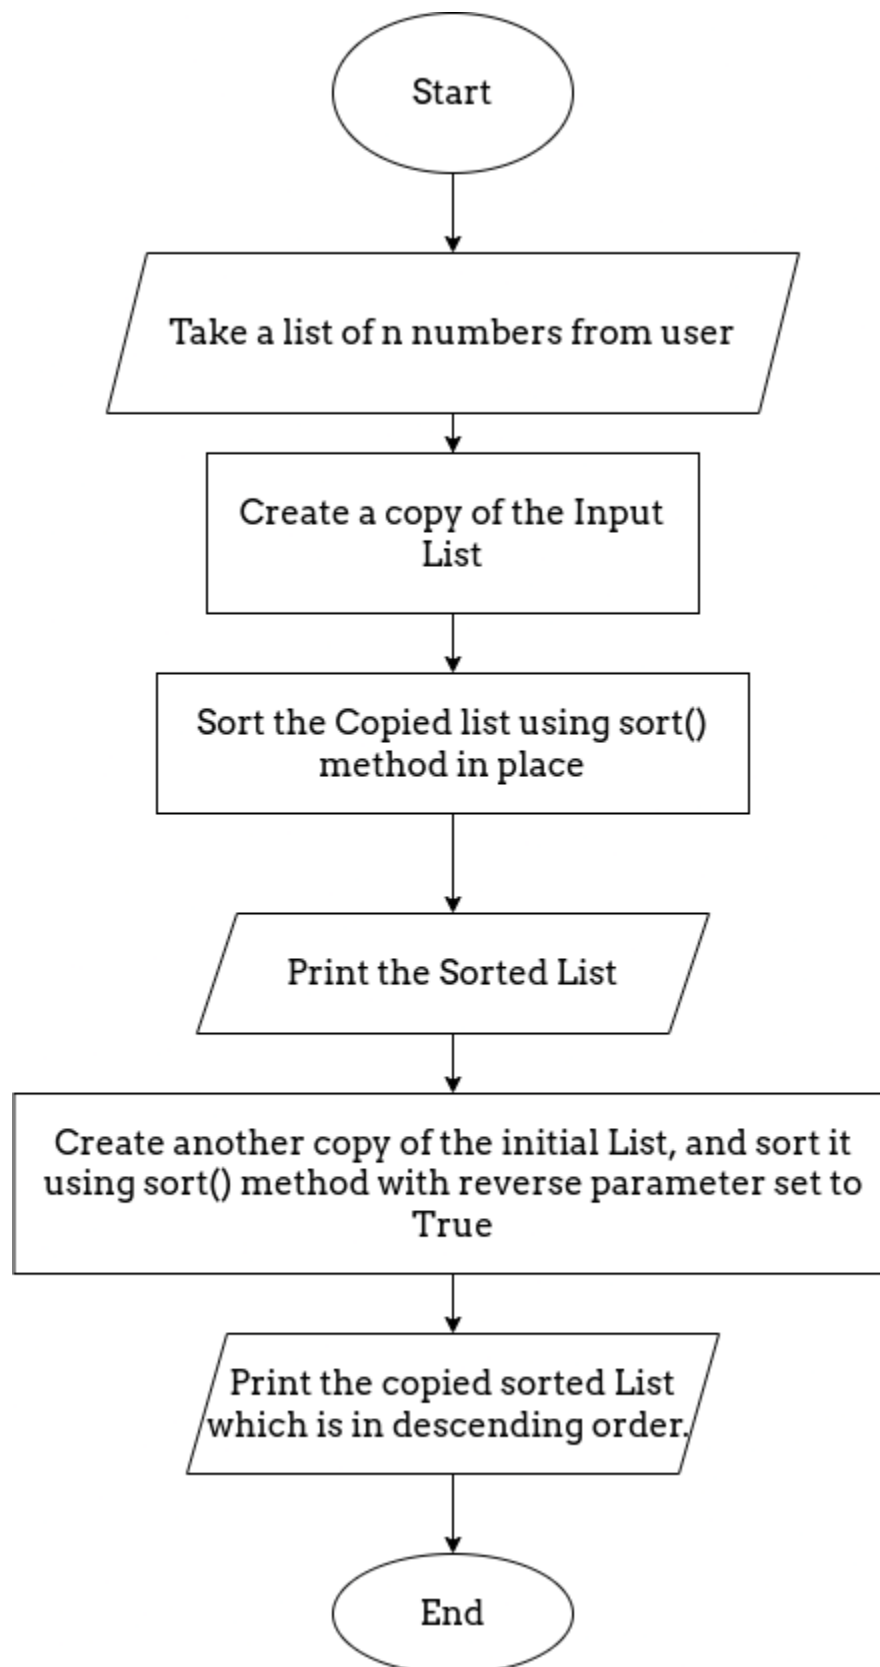 Start
Take a list of n numbers from user
Create a copy of the Input
List
Sort the Copied list using sort()
method in place
Print the Sorted List
Create another copy of the initial List, and sort it
using sort() method with reverse parameter set to
True
Print the copied sorted List
which is in descending order.
End